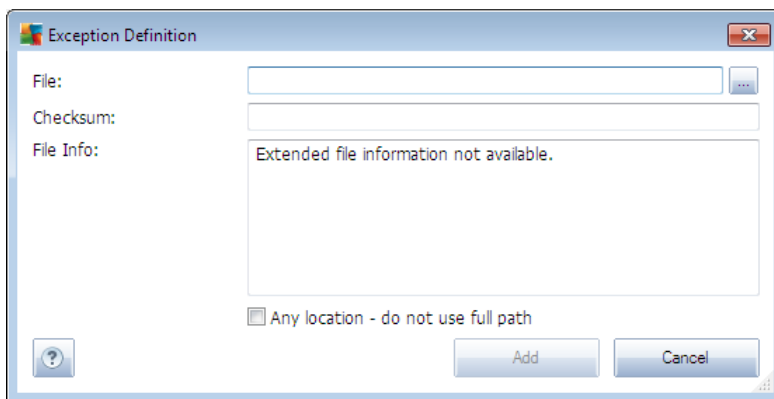 Exception Definition
File:
...
Checksum:
File Info:
Extended file information not available.
Any location - do not use full path
?
Add
Cancel